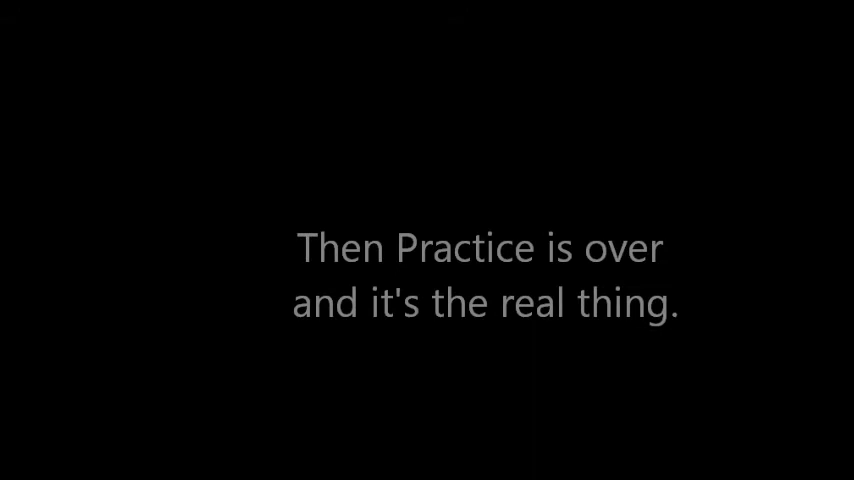 Then Practice is over
and it's the real thing.